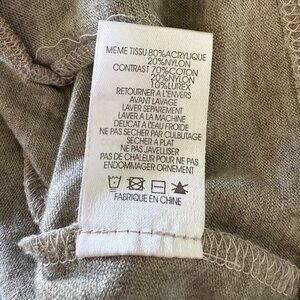 MEME TISSU 80%ACRYLIQUE
20%NYLON
CONTRAST 70%COTON
20%NYLON
10%LUREX
RETOURNER A L'ENVERS
AVANT LAVAGE
LAVER SEPAREMENT
LAVER A LA MACHINE
DELICAT A L'EAU FROIDE
NE PAS SECHER PAR CULBUTAGE
SECHER A PLAT
NE PAS JAVELLISER
PAS DE CHALEUR POUR NE PAS
ENDOMMAGER ORNEMENT
FABRIQUE EN CHINE